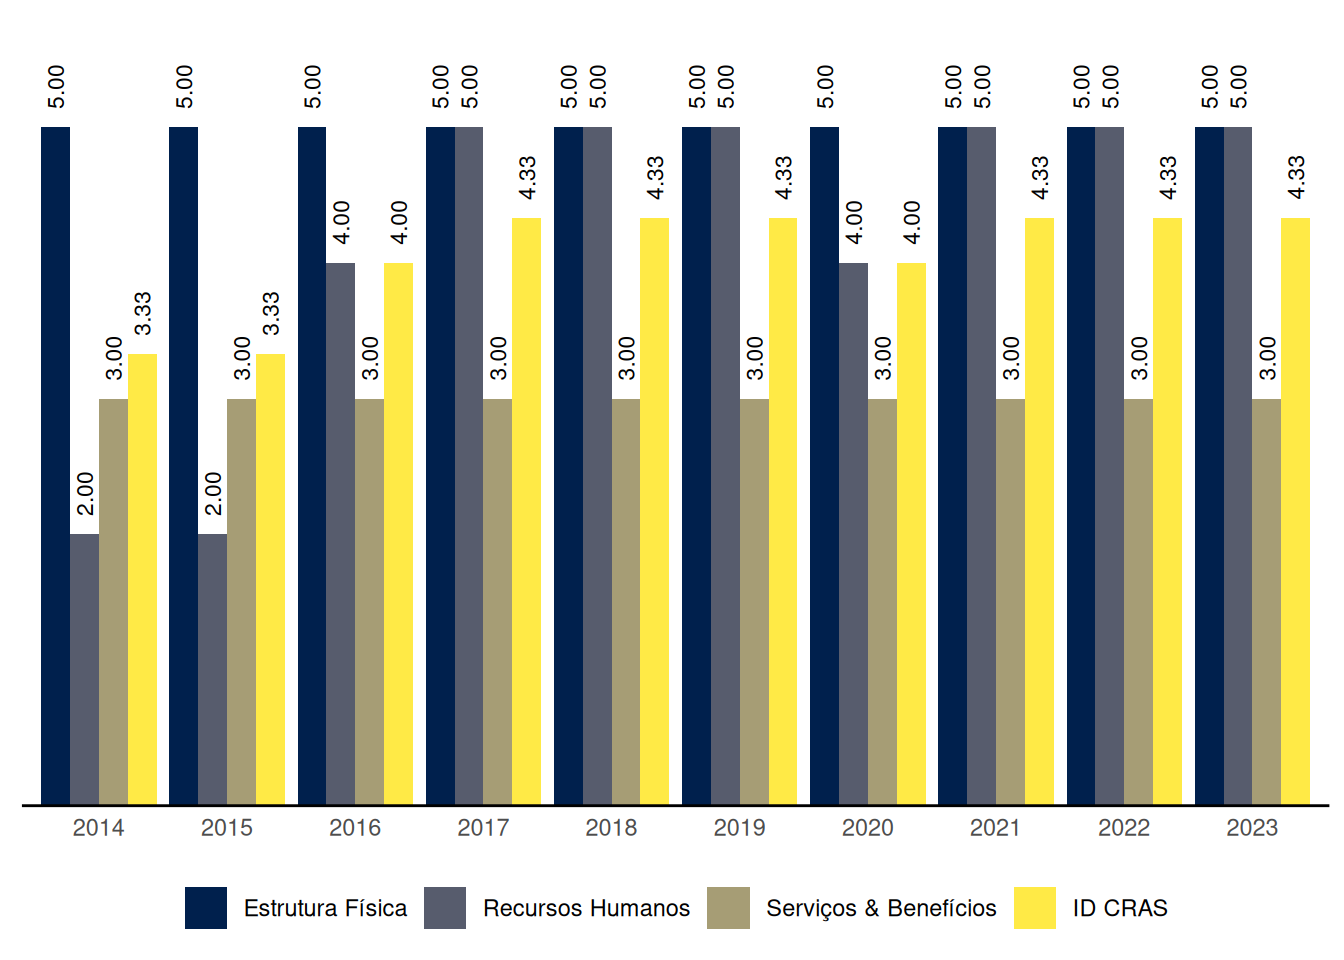 5.00 2.00 3.00 3.33 5.00 2.00 3.00 3.33 5.00 4.00 3.00 4.00 5.00 5.00 3.00 4.33 5.00 5.00 3.00 4.33 5.00 5.00 3.00 4.33 5.00 4.00 3.00 4.00 5.00 5.00 3.00 4.33 5.00 5.00 3.00 4.33 5.00 5.00 3.00 4.33
2014 2015 2016 2017 2018 2019 2020 2021 2022 2023
Estrutura Física Recursos Humanos Serviços & Benefícios ID CRAS